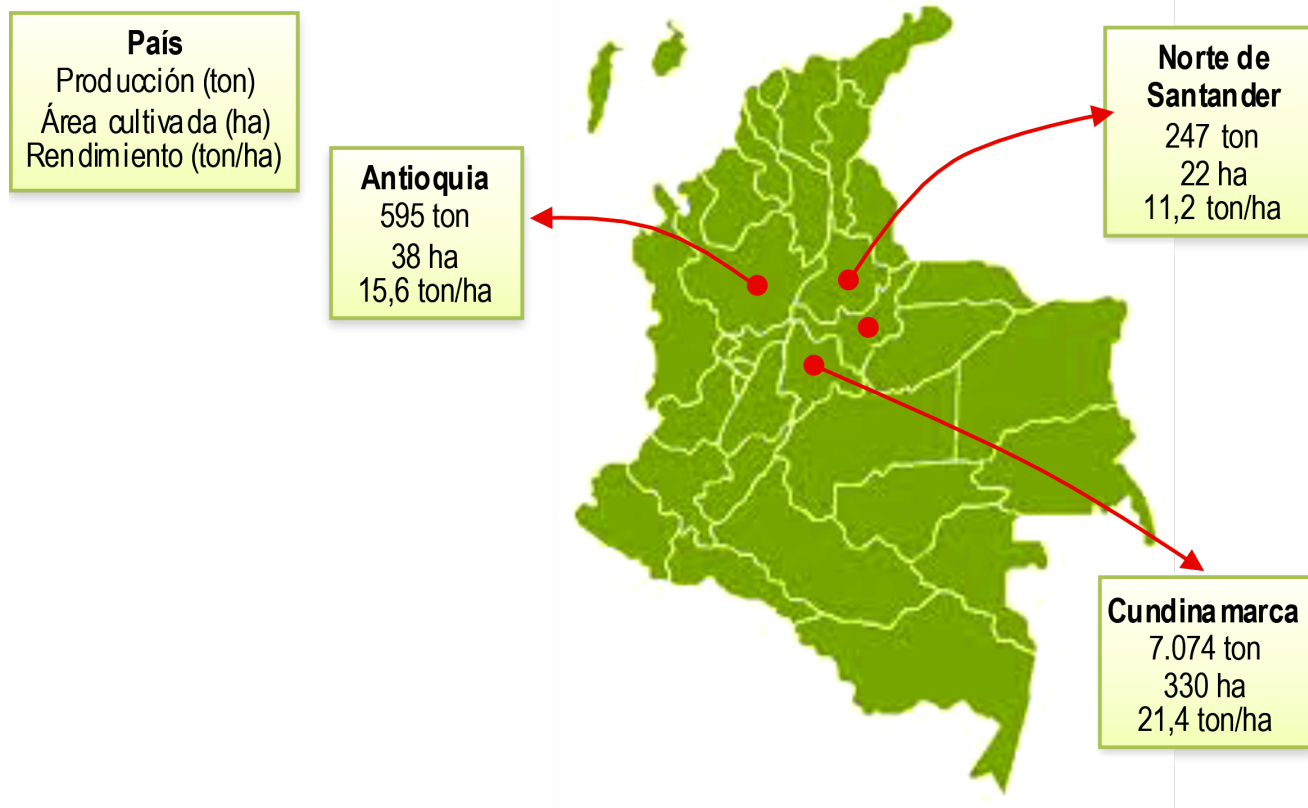 País
Producción (ton)
Área cultivada (ha)
Rendimiento (ton/ha)
Antioquia
595 ton
38 ha
15,6 ton/ha
Norte de
Santander
247 ton
22 ha
11,2 ton/ha
Cundinamarca
7.074 ton
330 ha
21,4 ton/ha